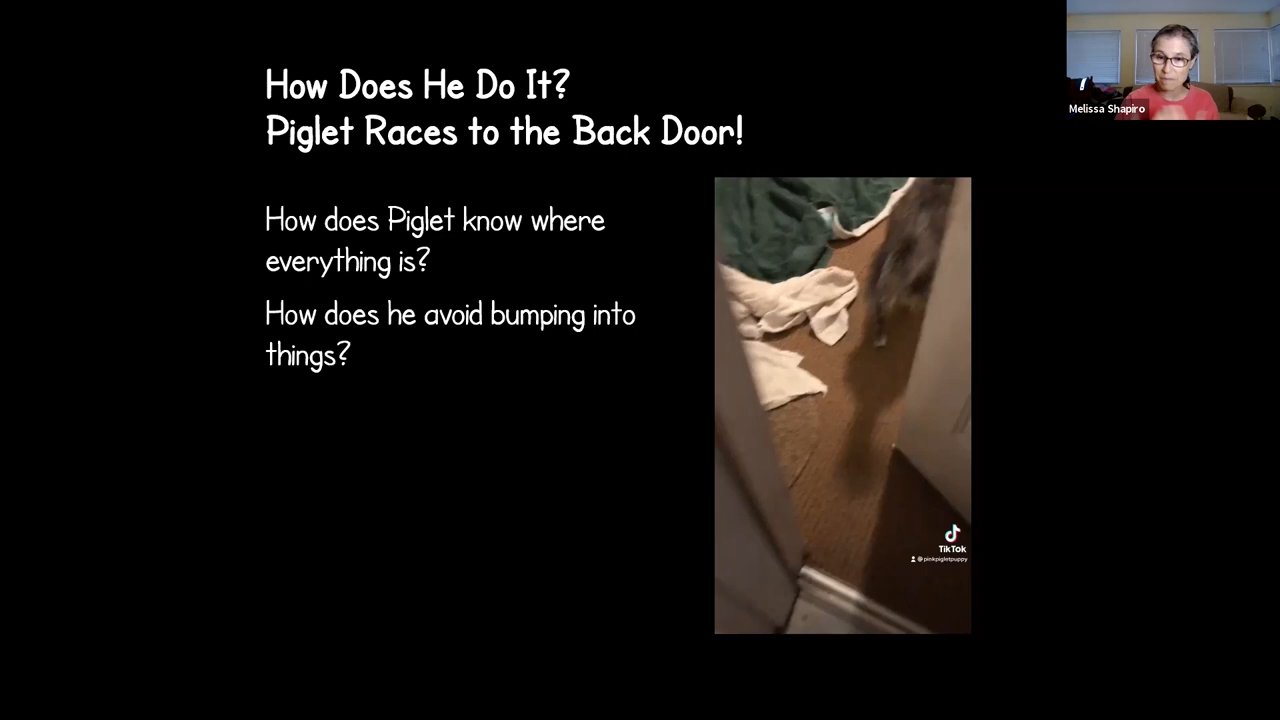 How Does He Do It?
Piglet Races to the Back Door!
How does Piglet know where
everything is?
How does he avoid bumping into
things?
Melissa Shapiro
TikTok
@pinkpigletpuppy